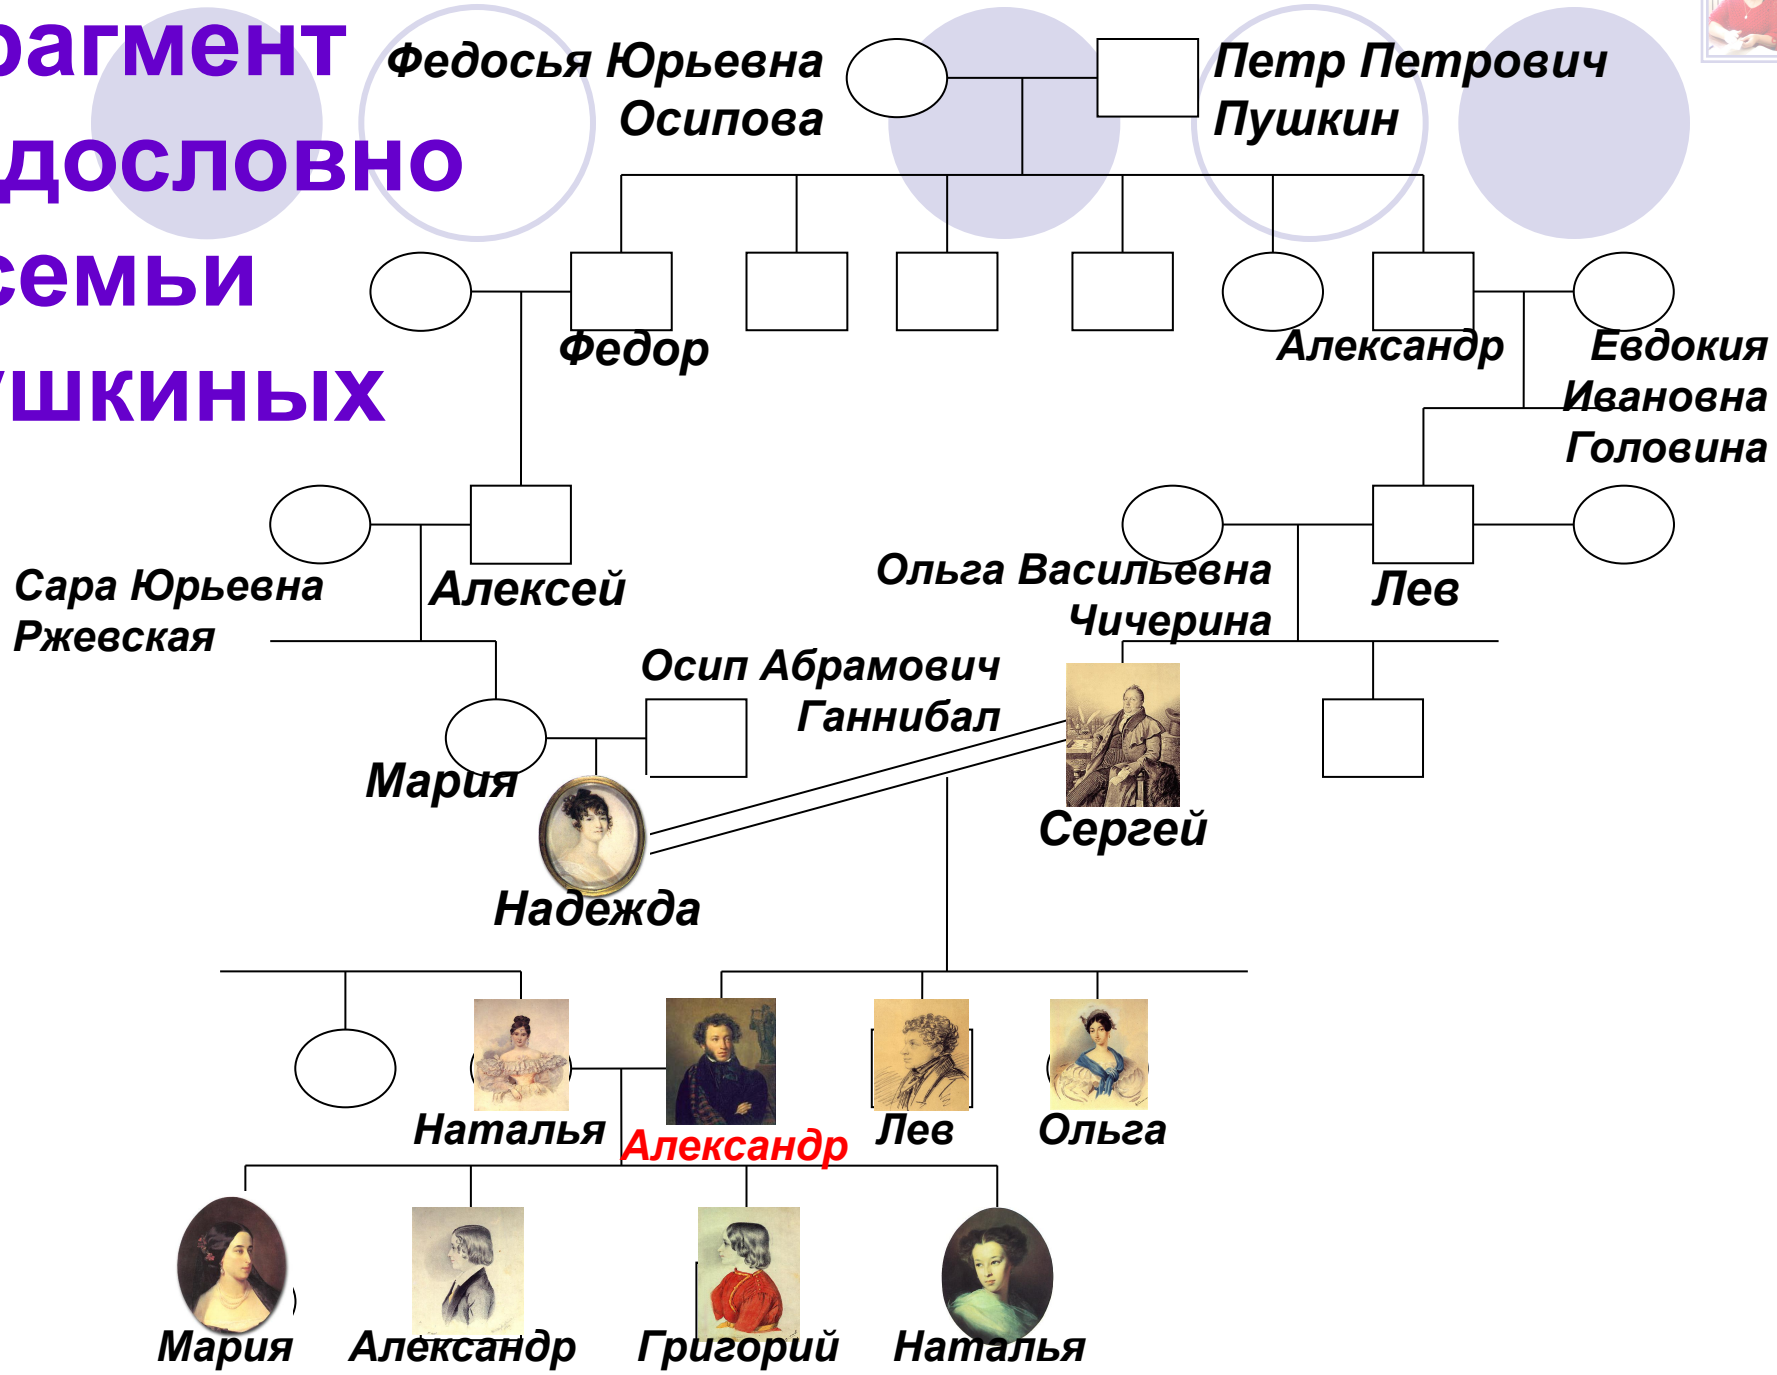 рагмент
дословно
семьи
ушкиных
Федосья Юрьевна
Осипова
Петр Петрович
Пушкин
Федор
Александр
Евдокия
Ивановна
Головина
Сара Юрьевна
Ржевская
Алексей
Ольга Васильевна
Чичерина
Лев
Осип Абрамович
Ганнибал
Мария
Сергей
Надежда
Наталья
Александр
Лев
Ольга
Мария
Александр
Григорий
Наталья